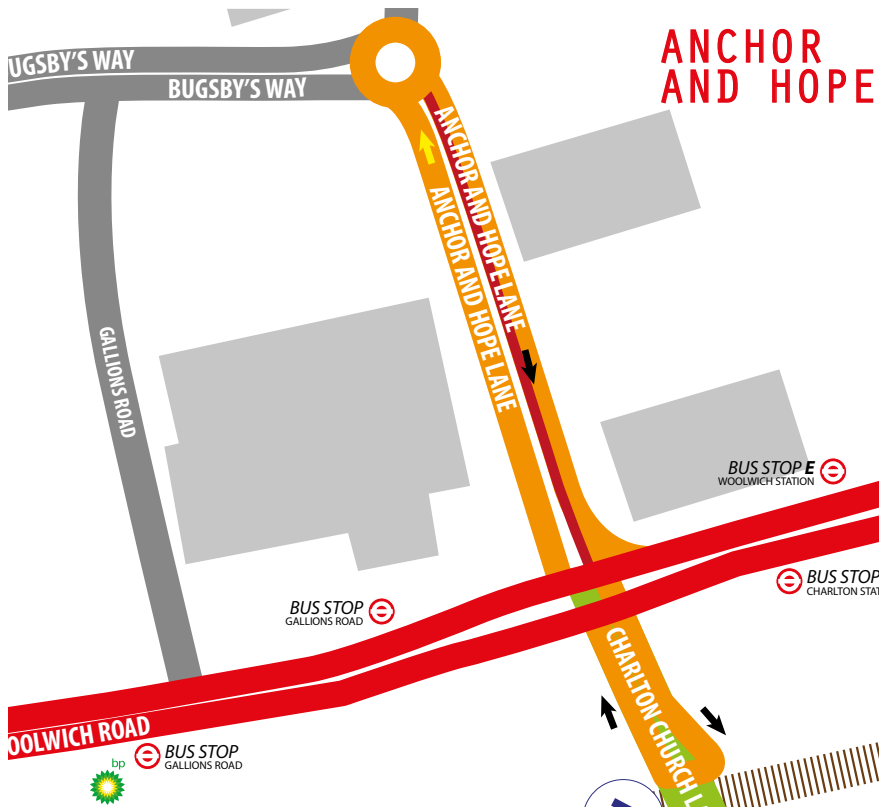 ANCHOR
AND HOPE
UGSBY'S WAY
BUGSBY'S WAY
ANCHOR AND HOPE LANE
ANCHOR AND HOPE LANE
GALLIONS ROAD
BUS STOP E
WOOLWICH STATION
BUS STOP
CHARLTON STAT
BUS STOP
GALLIONS ROAD
CHARLTON CHURCH L
OOLWICH ROAD
BUS STOP
GALLIONS ROAD
bp